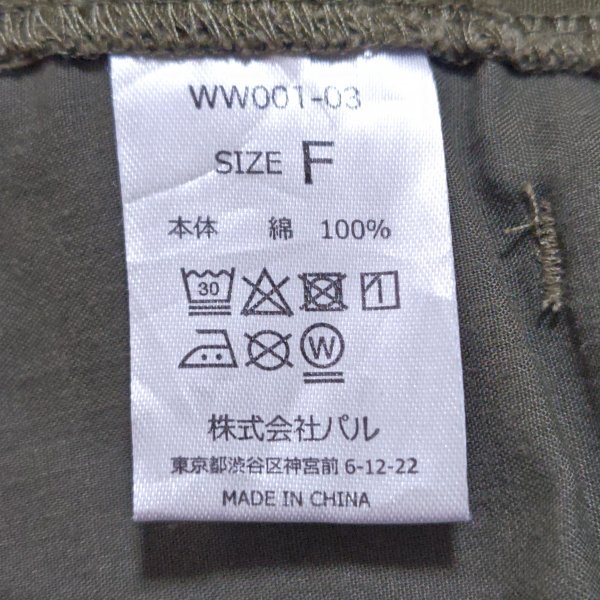 WW001-03
SIZE F
本体 綿 100%
30
W
株式会社パル
東京都渋谷区神宮前 6-12-22
MADE IN CHINA